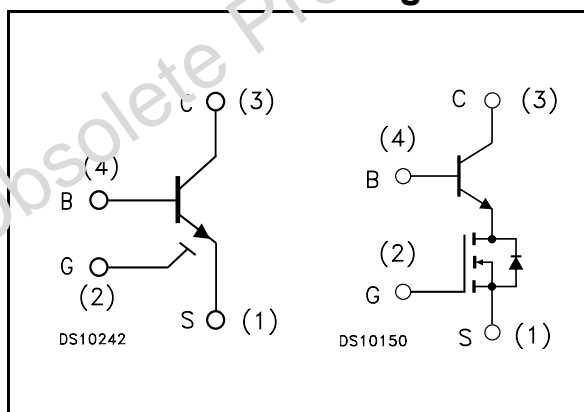 C (3)
(4)
B
G
(2)
S (1)
DS10242
C (3)
(4)
B
(2)
G
S (1)
DS10150